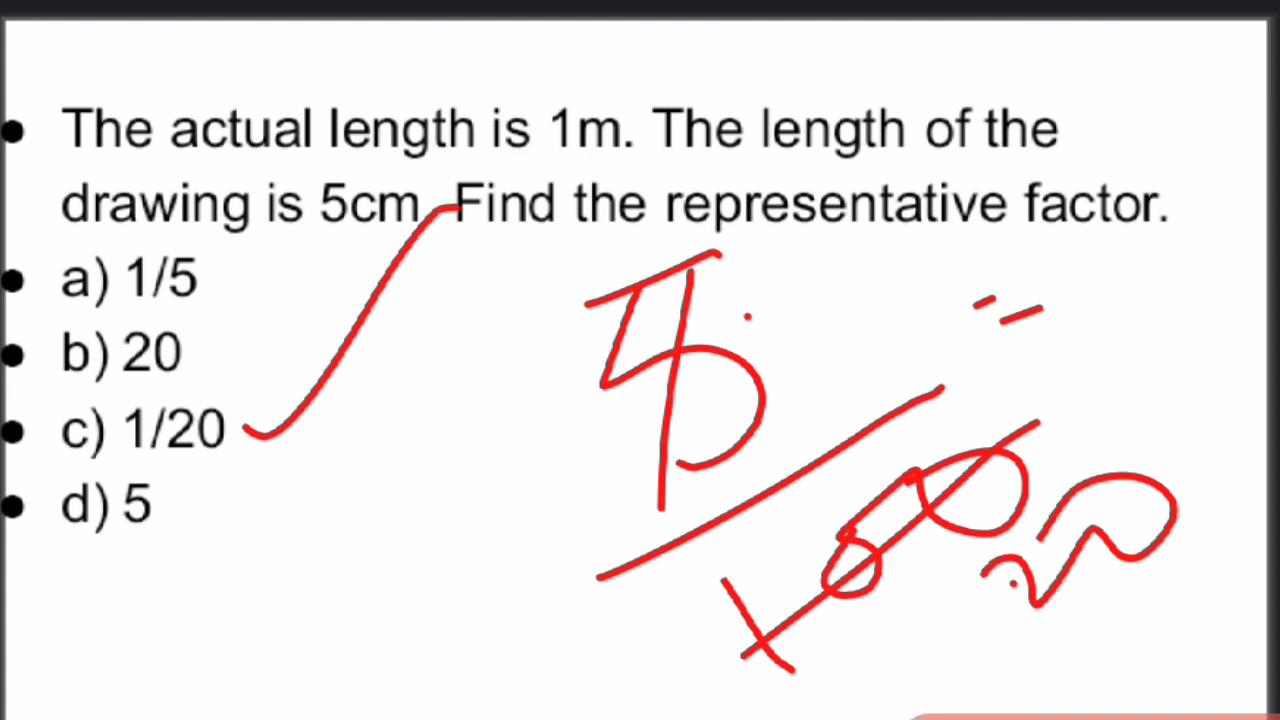 • The actual length is 1m. The length of the
drawing is 5cm. Find the representative factor.
• a) 1/5
• b) 20
• c) 1/20
• d) 5
5
100
20